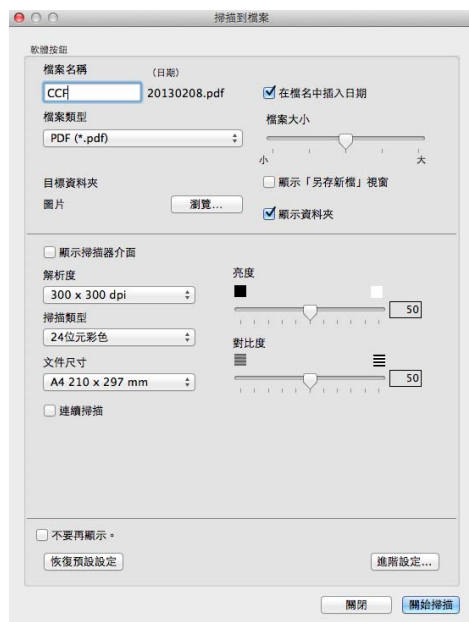 掃描到檔案
軟體按鈕
檔案名稱
(日期)
CCF 20130208.pdf
在檔名中插入日期
檔案類型
檔案大小
PDF (*.pdf)
小 大
目標資料夾
顯示「另存新檔」視窗
圖片 瀏覽...
顯示資料夾
顯示掃描器介面
解析度 亮度
300 x 300 dpi 50
掃描類型
24位元彩色
對比度
文件尺寸
A4 210 x 297 mm 50
連續掃描
不要再顯示。
恢復預設設定 進階設定...
關閉 開始掃描